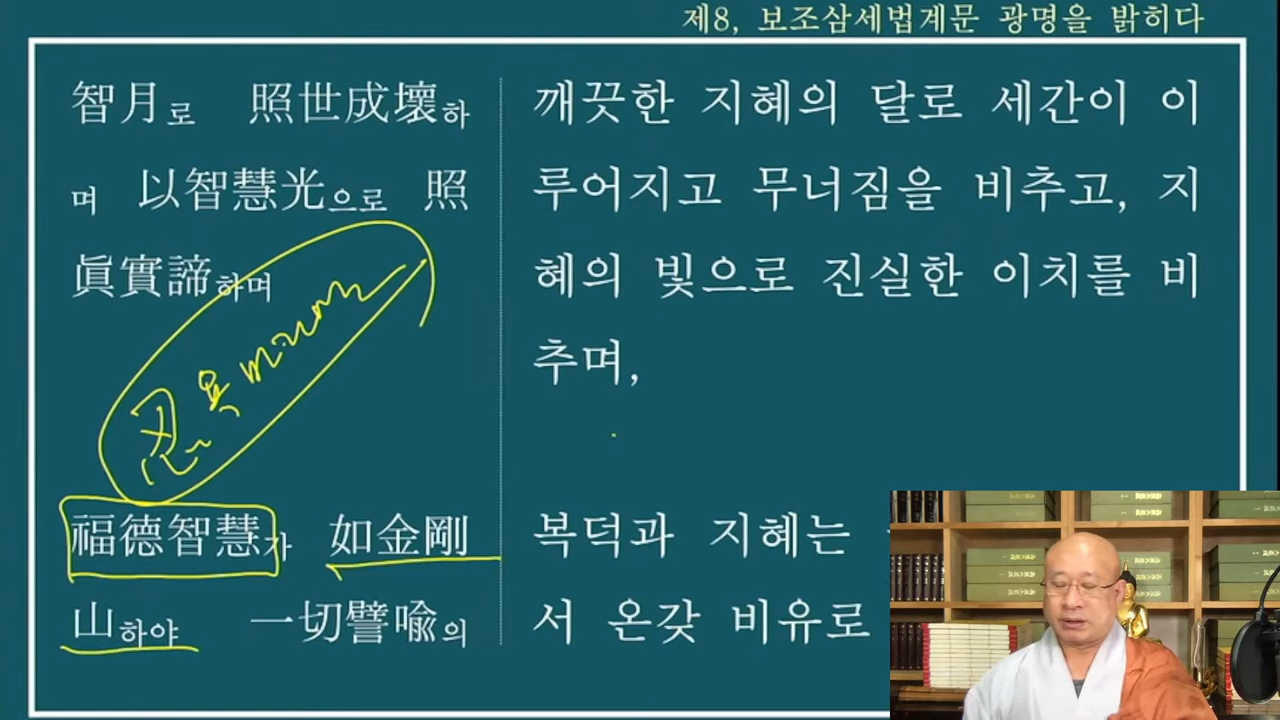 제8, 보조삼세법계문 광명을 밝히다
智月로 照世成壞하
며 以智慧光으로 照
眞實諦하며
福德智慧가 如金剛
山하야 一切譬喩의
깨끗한 지혜의 달로 세간이 이
루어지고 무너짐을 비추고, 지
혜의 빛으로 진실한 이치를 비
추며,
복덕과 지혜는
서 온갖 비유로